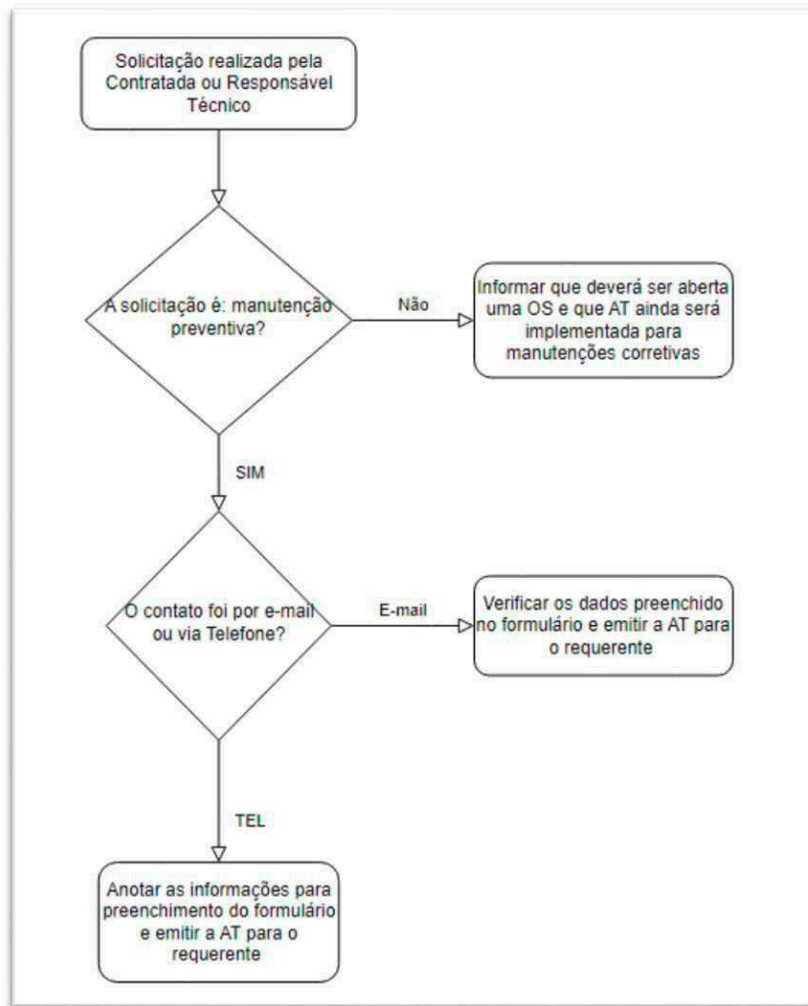 Solicitação realizada pela
Contratada ou Responsável
Técnico
A solicitação é: manutenção
preventiva?
Não
Informar que deverá ser aberta
uma OS e que AT ainda será
implementada para
manutenções corretivas
SIM
O contato foi por e-mail
ou via Telefone?
E-mail
Verificar os dados preenchido
no formulário e emitir a AT para
o requerente
TEL
Anotar as informações para
preenchimento do formulário
e emitir a AT para o
requerente